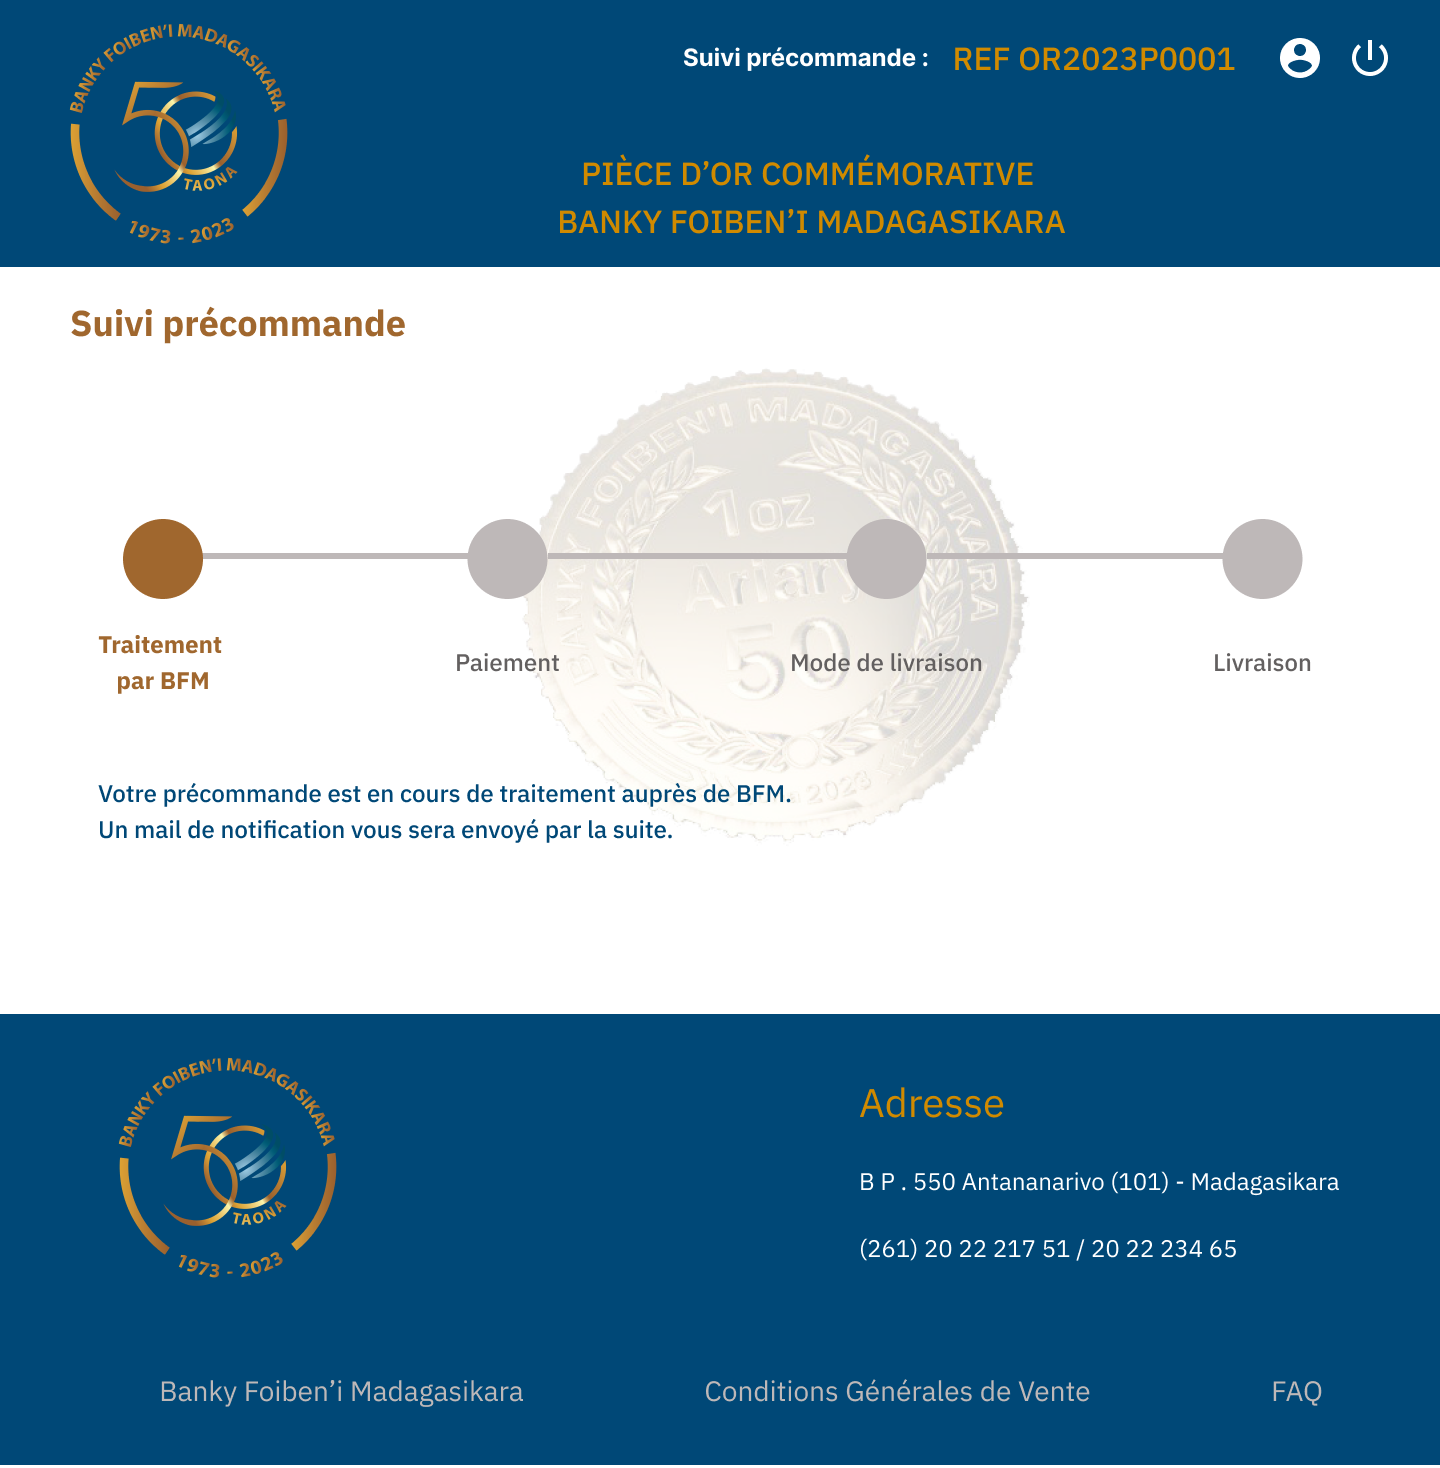 BANKY FOIBEN'I MADAGASIKARA
50
TAONA
1973 - 2023
Suivi précommande :
REF OR2023P0001
PIÈCE D’OR COMMÉMORATIVE
BANKY FOIBEN’I MADAGASIKARA
Suivi précommande
BANKY FOIBEN'I MADAGASIKARA
1 oz
Ariary
50
2023
Traitement
par BFM
Paiement
Mode de livraison
Livraison
Votre précommande est en cours de traitement auprès de BFM.
Un mail de notification vous sera envoyé par la suite.
BANKY FOIBEN'I MADAGASIKARA
50
TAONA
1973 - 2023
Adresse
B P . 550 Antananarivo (101) - Madagasikara
(261) 20 22 217 51 / 20 22 234 65
Banky Foiben’i Madagasikara
Conditions Générales de Vente
FAQ